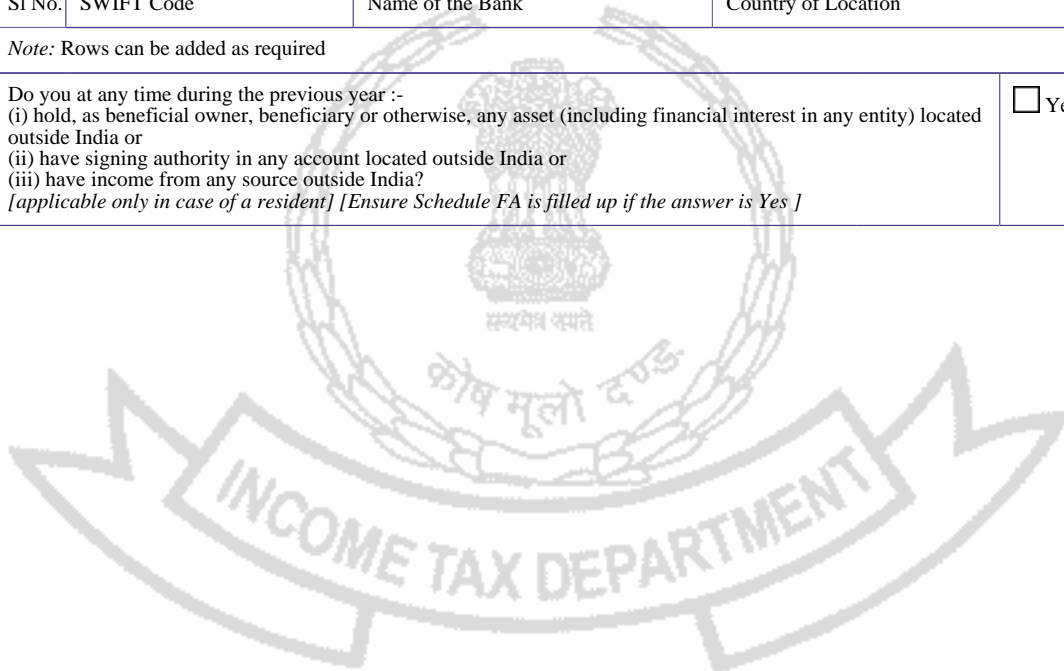 Sl No. SWIFT Code Name of the Bank Country of Location
Note: Rows can be added as required
Do you at any time during the previous year :-
(i) hold, as beneficial owner, beneficiary or otherwise, any asset (including financial interest in any entity) located
outside India or
(ii) have signing authority in any account located outside India or
(iii) have income from any source outside India?
[applicable only in case of a resident] [Ensure Schedule FA is filled up if the answer is Yes ]
Ye
सत्यमेव जयते
कोष मूलो दण्ड
INCOME TAX DEPARTMENT